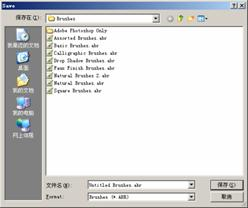 Save
保存在(I):
Brushes
Adobe Photoshop Only
Assorted Brushes.abr
Basic Brushes.abr
Calligraphic Brushes.abr
Drop Shadow Brushes.abr
Faux Finish Brushes.abr
Natural Brushes 2.abr
Natural Brushes.abr
Square Brushes.abr
我最近的文档
桌面
我的文档
我的电脑
网上邻居
文件名(N):
Untitled Brushes.abr
保存(S)
Format:
Brushes (*.ABR)
取消